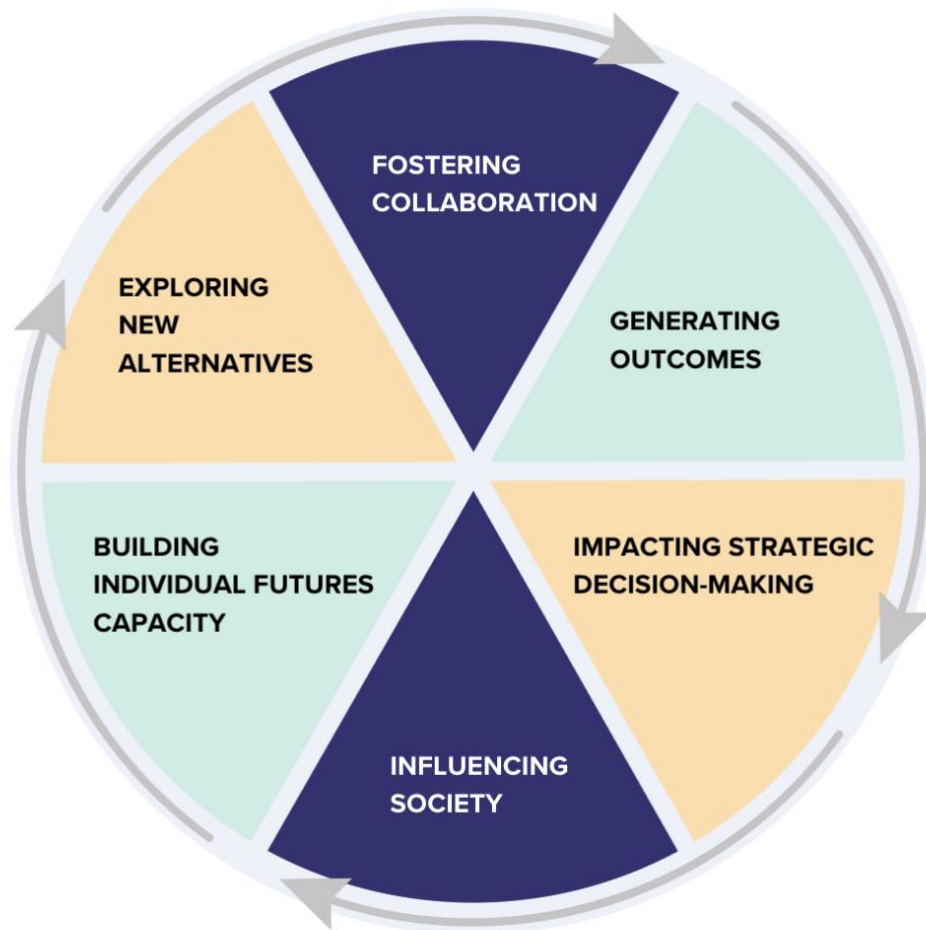 FOSTERING
COLLABORATION
GENERATING
OUTCOMES
IMPACTING STRATEGIC
DECISION-MAKING
INFLUENCING
SOCIETY
BUILDING
INDIVIDUAL FUTURES
CAPACITY
EXPLORING
NEW
ALTERNATIVES